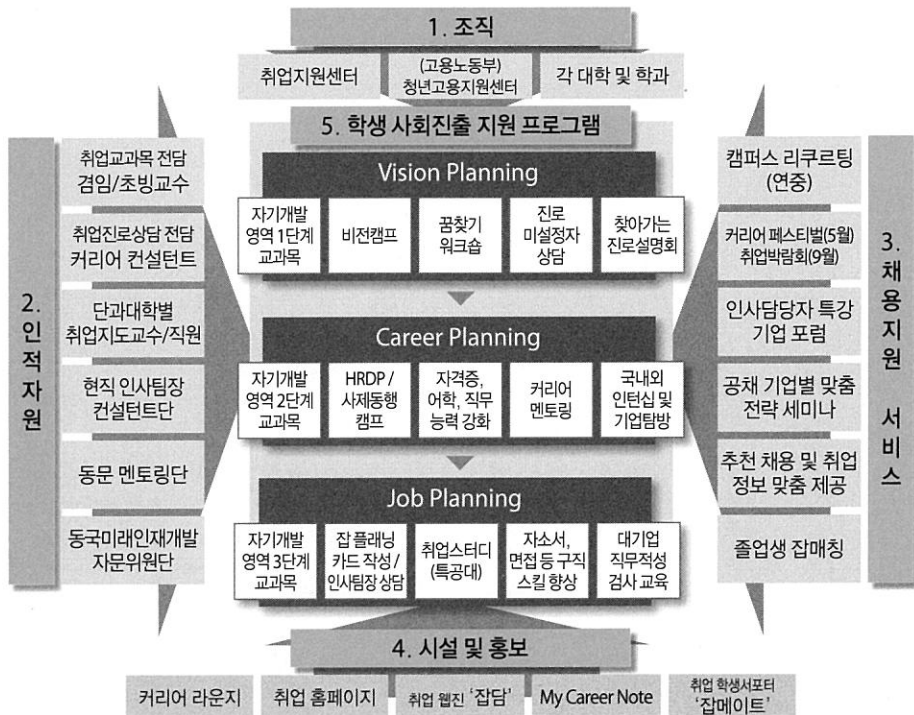 1. 조직
취업지원센터
(고용노동부)
청년고용지원센터
각 대학 및 학과
5. 학생 사회진출 지원 프로그램
2. 인적자원
취업교과목 전담
겸임/초빙교수
취업진로상담 전담
커리어 컨설턴트
단과대학별
취업지도교수/직원
현직 인사팀장
컨설턴트단
동문 멘토링단
동국미래인재개발
자문위원단
Vision Planning
자기개발
영역 1단계
교과목
비전캠프
꿈찾기
워크숍
진로
미설정자
상담
찾아가는
진로설명회
Career Planning
자기개발
영역 2단계
교과목
HRDP /
사제동행
캠프
자격증,
어학, 직무
능력 강화
커리어
멘토링
국내외
인턴십 및
기업탐방
Job Planning
자기개발
영역 3단계
교과목
잡 플래닝
카드 작성 /
인사팀장 상담
취업스터디
(특공대)
자소서,
면접 등 구직
스킬 향상
대기업
직무적성
검사 교육
3. 채용지원 서비스
캠퍼스 리쿠르팅
(연중)
커리어 페스티벌(5월)
취업박람회(9월)
인사담당자 특강
기업 포럼
공채 기업별 맞춤
전략 세미나
추천 채용 및 취업
정보 맞춤 제공
졸업생 잡매칭
4. 시설 및 홍보
커리어 라운지
취업 홈페이지
취업 웹진 '잡담'
My Career Note
취업 학생서포터
'잡메이트'